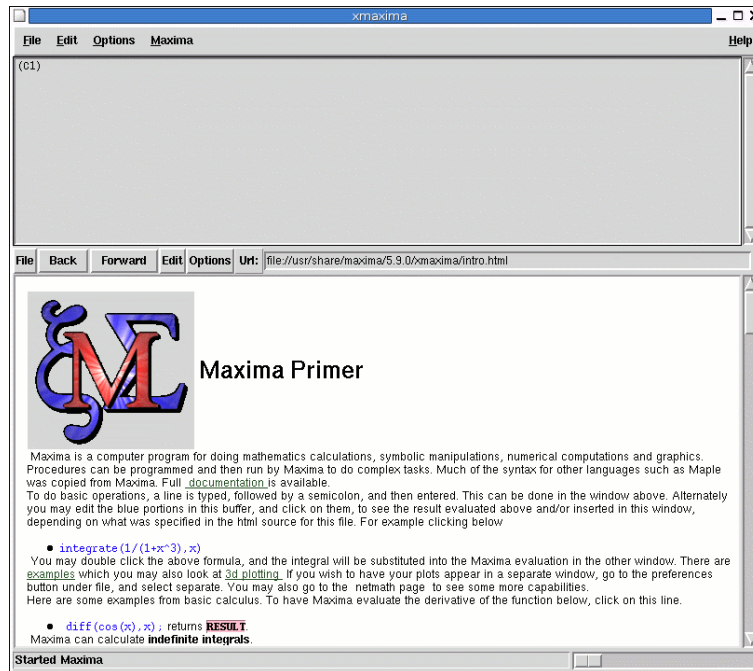 xmaxima
File Edit Options Maxima Help
(C1)
File Back Forward Edit Options Url: file://usr/share/maxima/5.9.0/xmaxima/intro.html
Maxima Primer
Maxima is a computer program for doing mathematics calculations, symbolic manipulations, numerical computations and graphics.
Procedures can be programmed and then run by Maxima to do complex tasks. Much of the syntax for other languages such as Maple
was copied from Maxima. Full documentation is available.
To do basic operations, a line is typed, followed by a semicolon, and then entered. This can be done in the window above. Alternately
you may edit the blue portions in this buffer, and click on them, to see the result evaluated above and/or inserted in this window,
depending on what was specified in the html source for this file. For example clicking below
• integrate(1/(1+x^3),x)
You may double click the above formula, and the integral will be substituted into the Maxima evaluation in the other window. There are
examples which you may also look at 3d plotting If you wish to have your plots appear in a separate window, go to the preferences
button under file, and select separate. You may also go to the netmath page to see some more capabilities.
Here are some examples from basic calculus. To have Maxima evaluate the derivative of the function below, click on this line.
• diff(cos(x),x); returns RESULT.
Maxima can calculate indefinite integrals.
Started Maxima